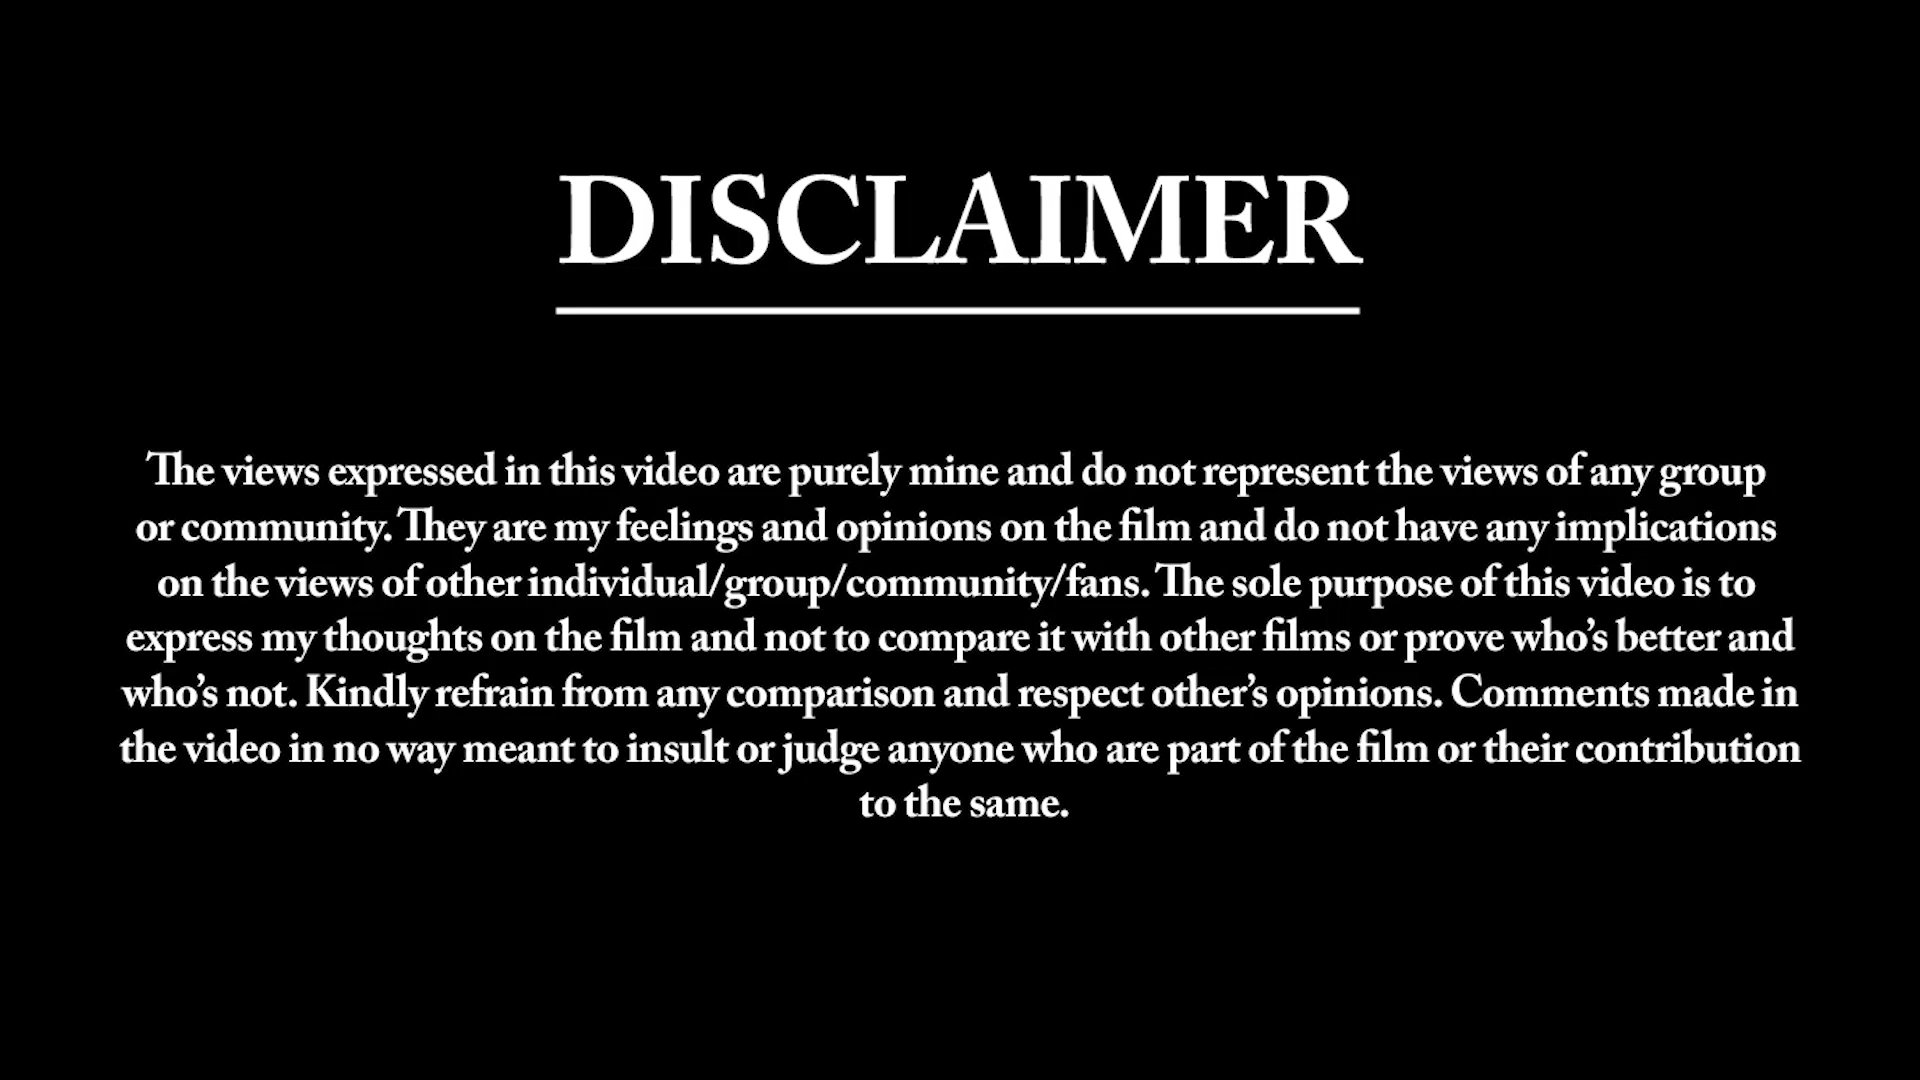 DISCLAIMER
The views expressed in this video are purely mine and do not represent the views of any group
or community. They are my feelings and opinions on the film and do not have any implications
on the views of other individual/group/community/fans. The sole purpose of this video is to
express my thoughts on the film and not to compare it with other films or prove who’s better and
who’s not. Kindly refrain from any comparison and respect other’s opinions. Comments made in
the video in no way meant to insult or judge anyone who are part of the film or their contribution
to the same.